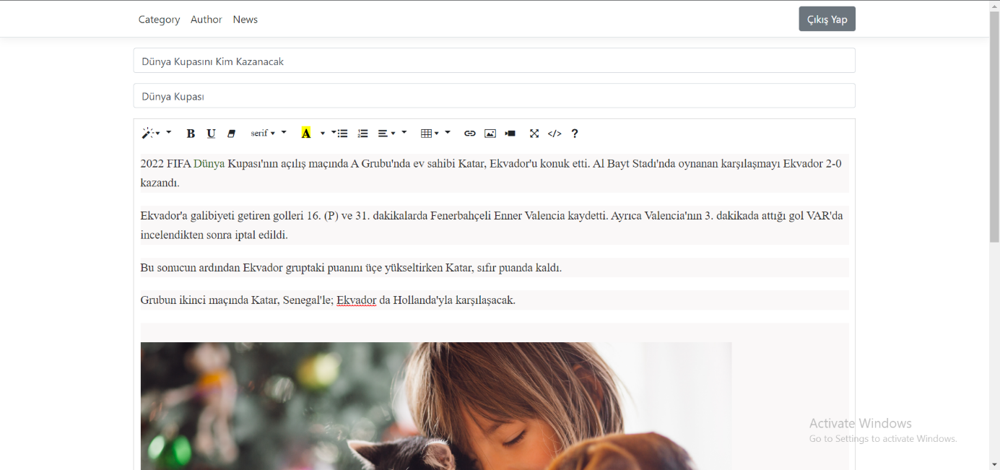 Category Author News Çıkış Yap
Dünya Kupasını Kim Kazanacak
Dünya Kupası
B U serif A </> ?
2022 FIFA Dünya Kupası'nın açılış maçında A Grubu'nda ev sahibi Katar, Ekvador'u konuk etti. Al Bayt Stadı'nda oynanan karşılaşmayı Ekvador 2-0
kazandı.
Ekvador'a galibiyeti getiren golleri 16. (P) ve 31. dakikalarda Fenerbahçeli Enner Valencia kaydetti. Ayrıca Valencia'nın 3. dakikada attığı gol VAR'da
incelendikten sonra iptal edildi.
Bu sonucun ardından Ekvador gruptaki puanını üçe yükseltirken Katar, sıfır puanda kaldı.
Grubun ikinci maçında Katar, Senegal'le; Ekvador da Hollanda'yla karşılaşacak.
Activate Windows
Go to Settings to activate Windows.